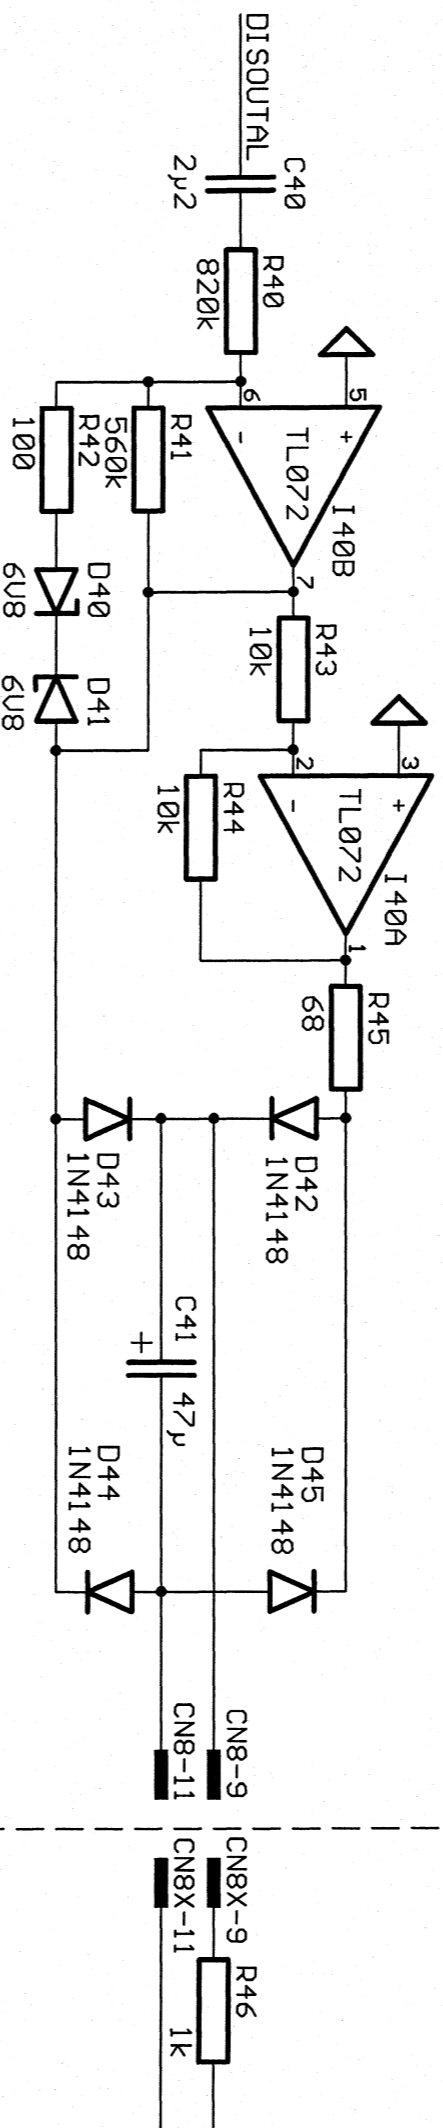 DISOUTAL
C40
2µ2
R40
820k
5
+
6
-
TL072
I40B
7
R41
560k
R42
100
D40
6V8
D41
6V8
R43
10k
3
+
2
-
TL072
I40A
1
R44
10k
R45
68
D42
1N4148
D43
1N4148
C41
+
47µ
D45
1N4148
D44
1N4148
CN8-9
CN8-11
CN8X-9
CN8X-11
R46
1k